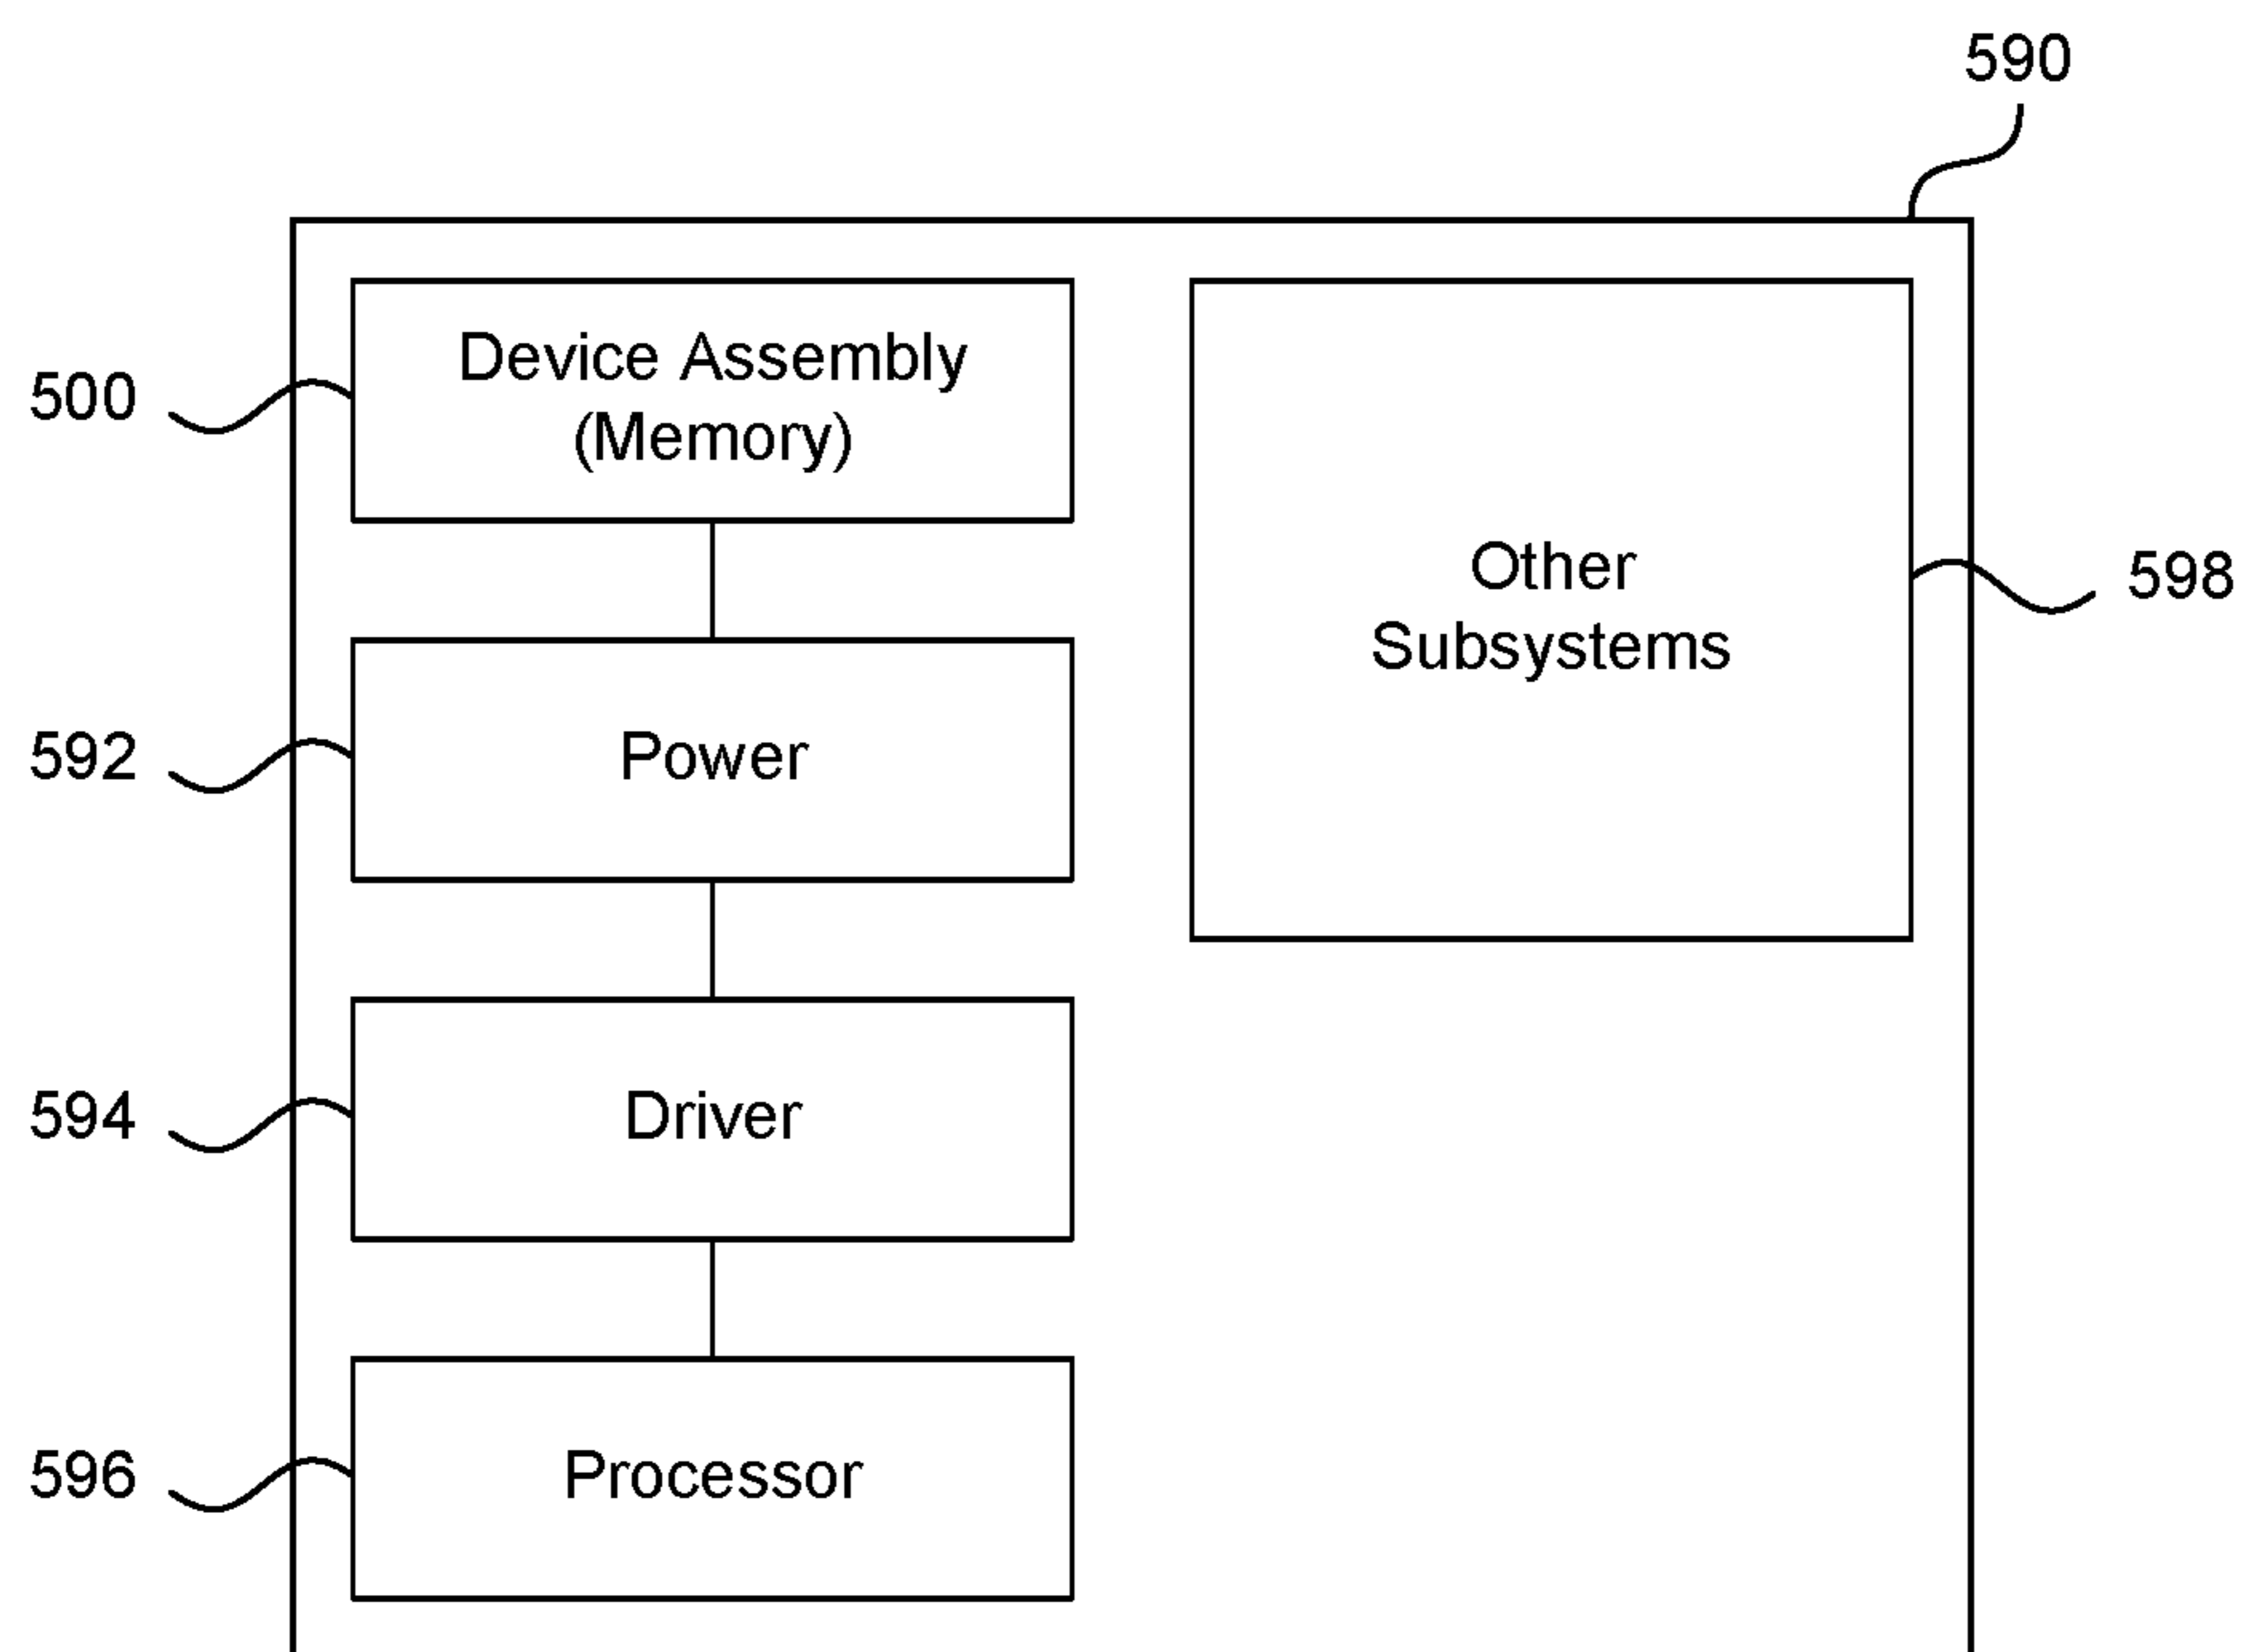 590
500
Device Assembly
(Memory)
Other
Subsystems
598
592
Power
594
Driver
596
Processor